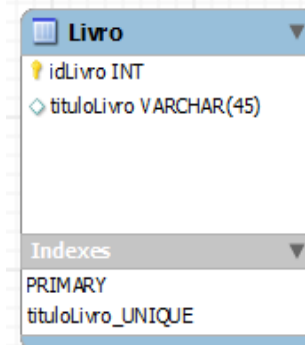 Livro
idLivro INT
tituloLivro VARCHAR(45)
Indexes
PRIMARY
tituloLivro_UNIQUE